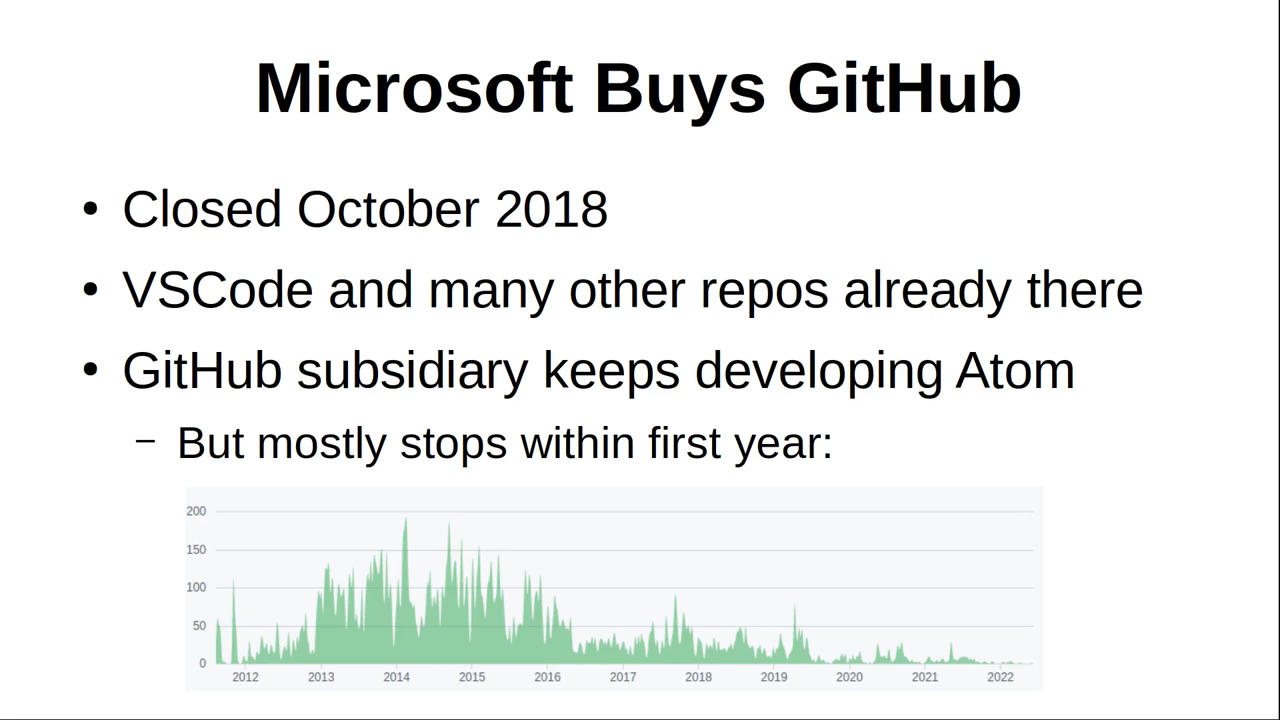 Microsoft Buys GitHub
• Closed October 2018
• VSCode and many other repos already there
• GitHub subsidiary keeps developing Atom
– But mostly stops within first year:
200
150
100
50
0
2012 2013 2014 2015 2016 2017 2018 2019 2020 2021 2022